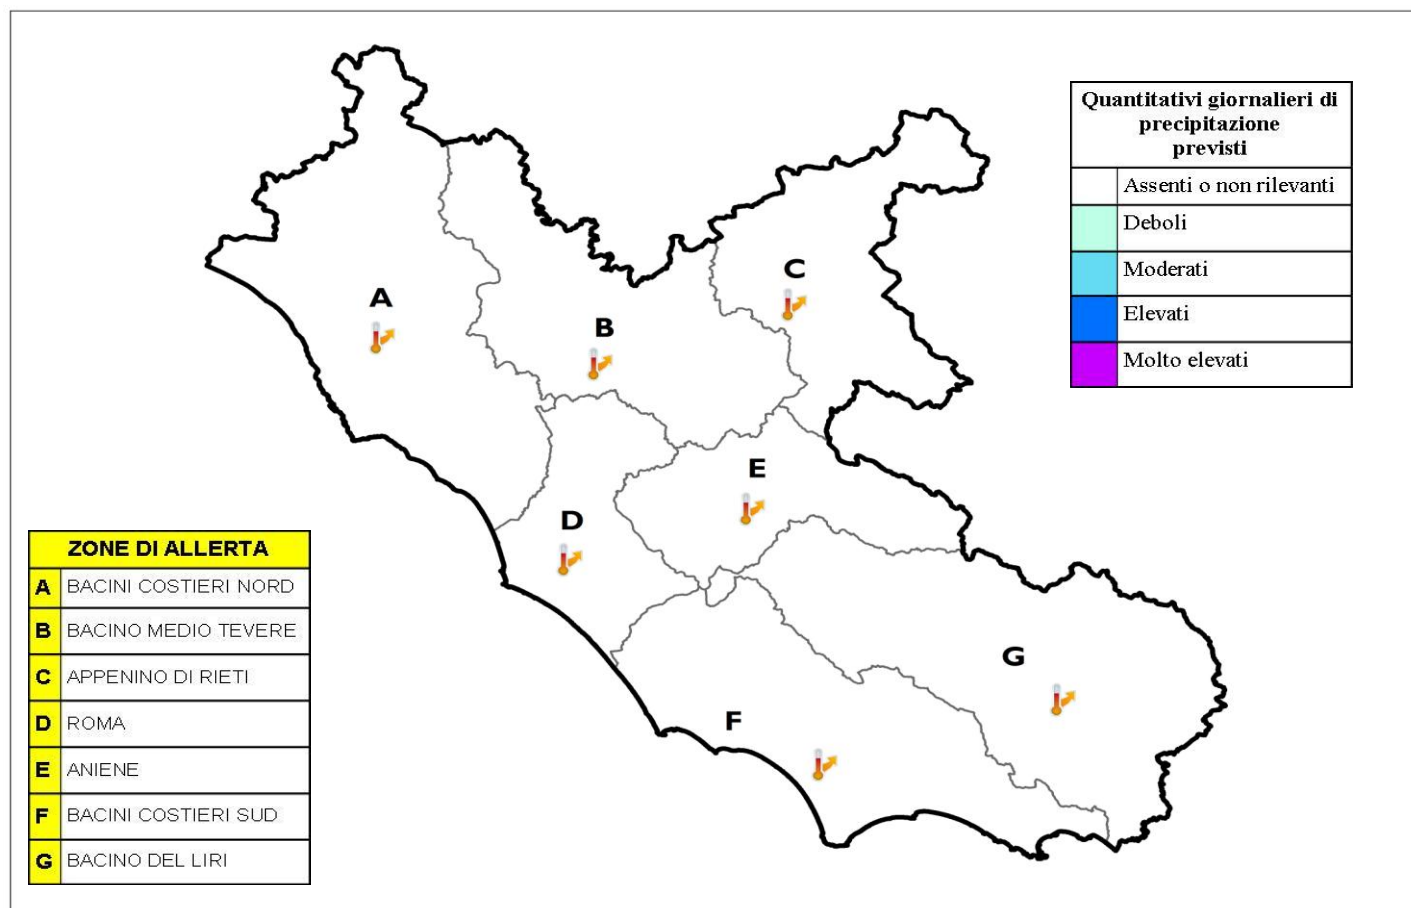 Quantitativi giornalieri di
precipitazione
previsti
Assenti o non rilevanti
Deboli
Moderati
Elevati
Molto elevati
A
B
C
D
E
F
G
ZONE DI ALLERTA
A BACINI COSTIERI NORD
B BACINO MEDIO TEVERE
C APPENINO DI RIETI
D ROMA
E ANIENE
F BACINI COSTIERI SUD
G BACINO DEL LIRI